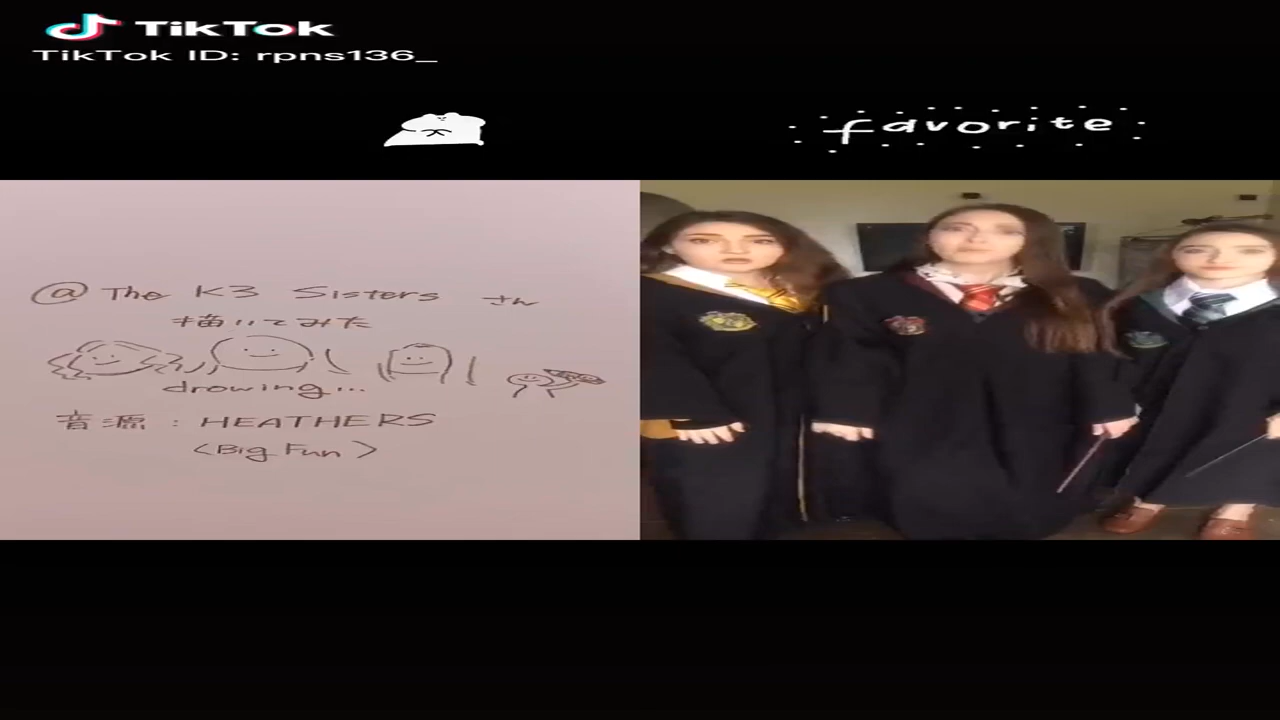 TikTok
TikTok ID: rpns136_
favorite
@ The K3 Sisters さん
描いてみた
drowing...
音源：HEATHERS
〈Big Fun〉